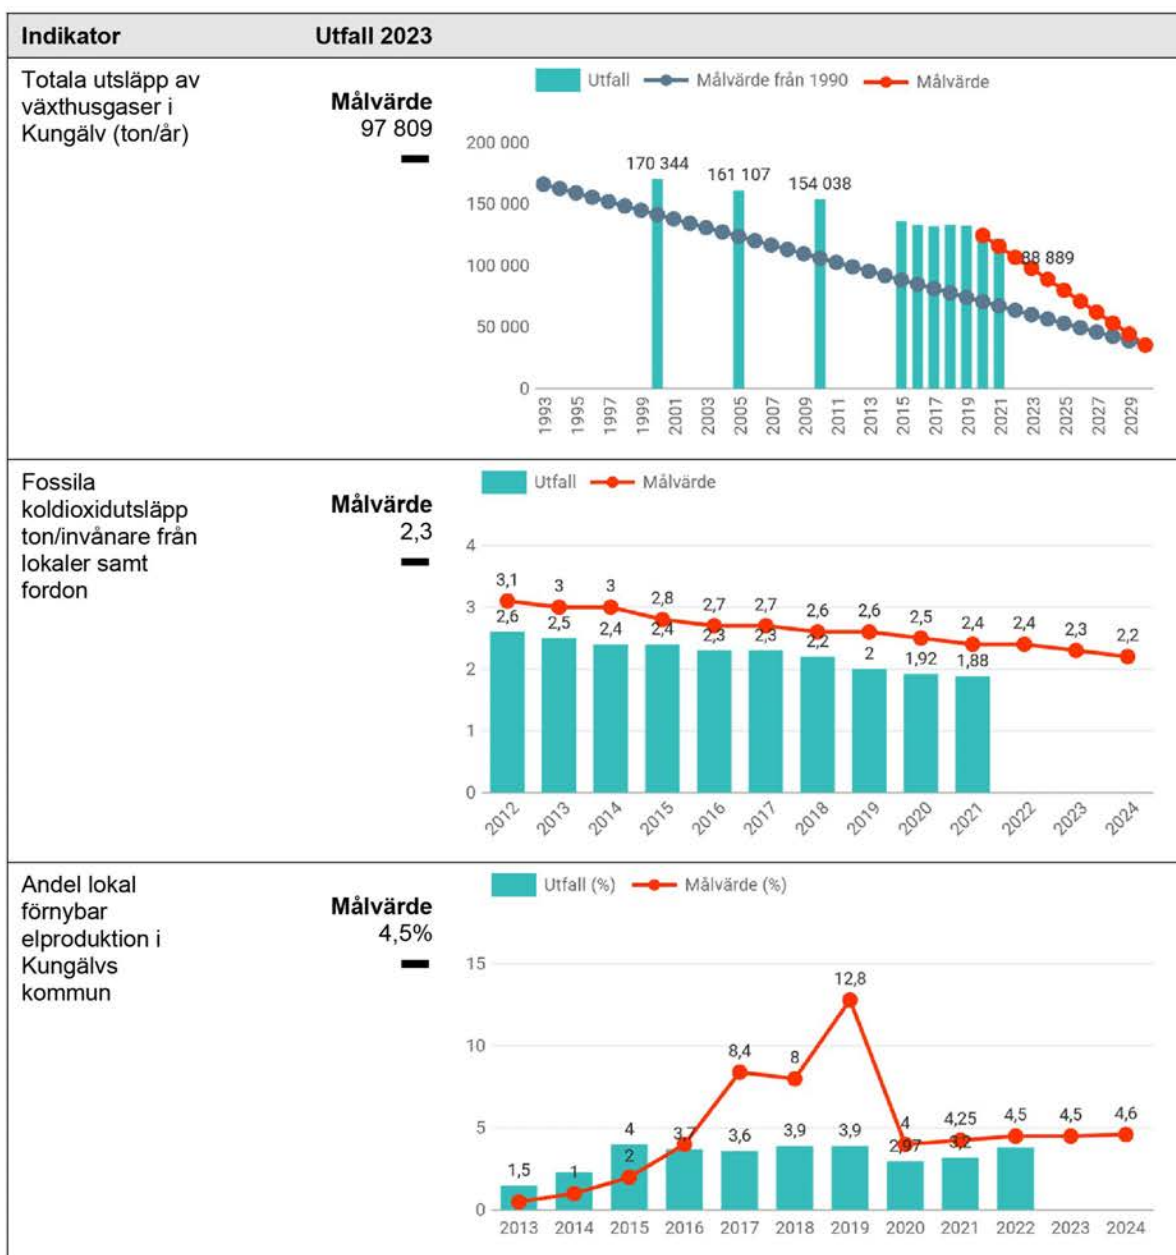 Indikator Utfall 2023
Totala utsläpp av
växthusgaser i
Kungälv (ton/år)
Målvärde
97 809
Utfall Målvärde från 1990 Målvärde
200 000
150 000
100 000
50 000
0
170 344 161 107 154 038 88 889
1993 1995 1997 1999 2001 2003 2005 2007 2009 2011 2013 2015 2017 2019 2021 2023 2025 2027 2029
Fossila
koldioxidutsläpp
ton/invånare från
lokaler samt
fordon
Målvärde
2,3
Utfall Målvärde
4
3
2
1
0
3,1 3 3 2,8 2,7 2,7 2,6 2,6 2,5 2,4 2,4 2,3 2,2
2,6 2,5 2,4 2,4 2,3 2,3 2,2 2 1,92 1,88
2012 2013 2014 2015 2016 2017 2018 2019 2020 2021 2022 2023 2024
Andel lokal
förnybar
elproduktion i
Kungälvs
kommun
Målvärde
4,5%
Utfall (%) Målvärde (%)
15
10
5
0
12,8
8,4 8
4 3,7 3,6 3,9 3,9 4 4,25 4,5 4,5 4,6
1,5 1 2 2,97 3,2
2013 2014 2015 2016 2017 2018 2019 2020 2021 2022 2023 2024